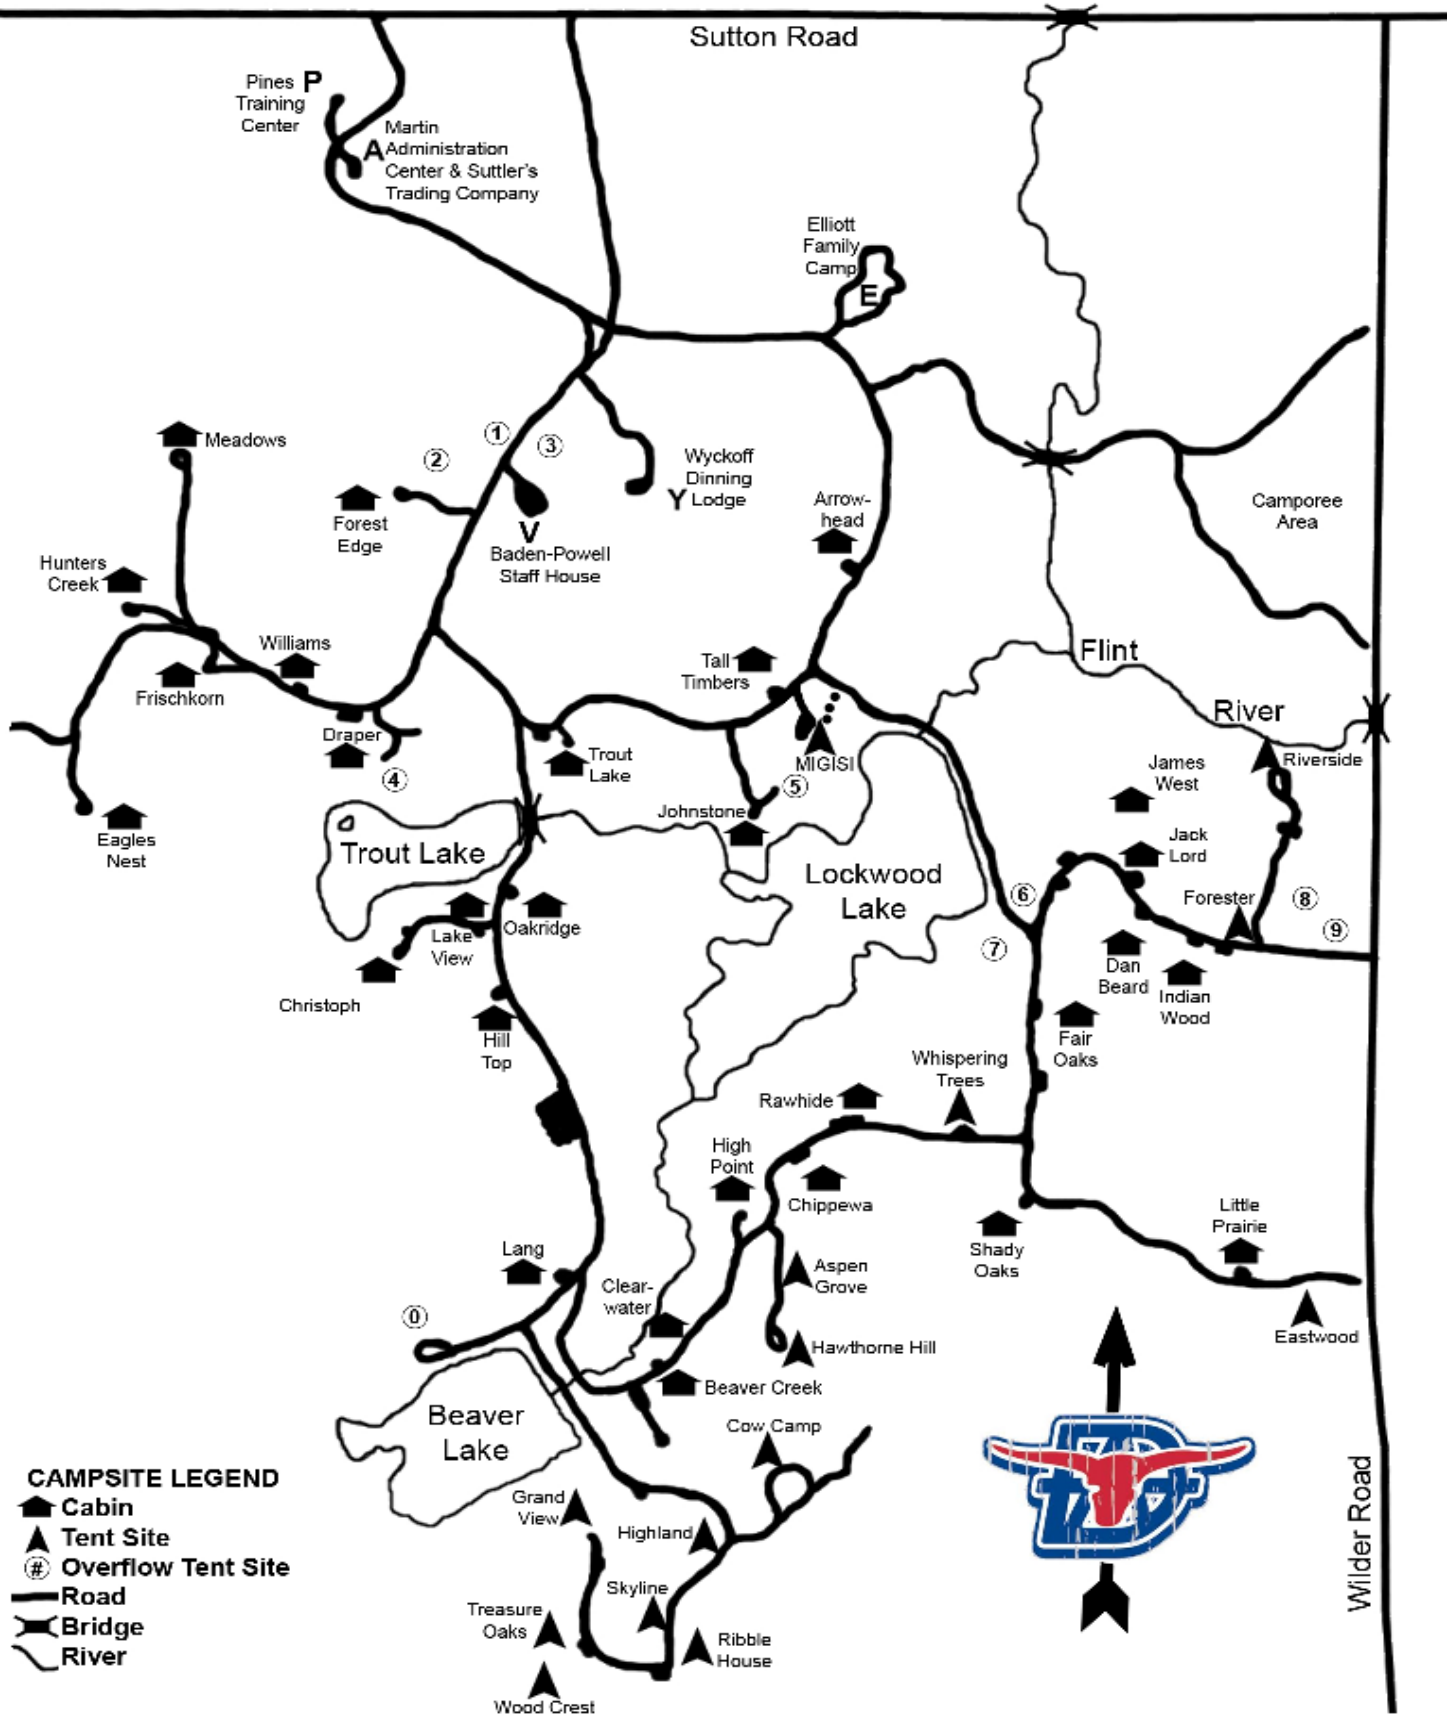 Sutton Road
Pines P
Training
Center
Martin
A Administration
Center & Suttler's
Trading Company
Elliott
Family
Camp
E
Meadows
1
3
2
Wyckoff
Dinning
Y Lodge
Forest
Edge
V
Baden-Powell
Staff House
Arrow-
head
Camporee
Area
Hunters
Creek
Williams
Frischkorn
Draper
4
Eagles
Nest
Tall
Timbers
MIGISI
Trout
Lake
5
Johnstone
Flint
River
Riverside
James
West
Jack
Lord
Forester
8
9
Trout Lake
Lockwood
Lake
6
7
Lake
View
Oakridge
Christoph
Hill
Top
Dan
Beard
Indian
Wood
Fair
Oaks
Whispering
Trees
Rawhide
High
Point
Chippewa
Shady
Oaks
Little
Prairie
Eastwood
Lang
Clear-
water
Aspen
Grove
0
Hawthorne Hill
Beaver Creek
Cow Camp
Beaver
Lake
Grand
View
Highland
Skyline
Treasure
Oaks
Ribble
House
Wood Crest
CAMPSITE LEGEND
Cabin
Tent Site
# Overflow Tent Site
Road
Bridge
River
Wilder Road